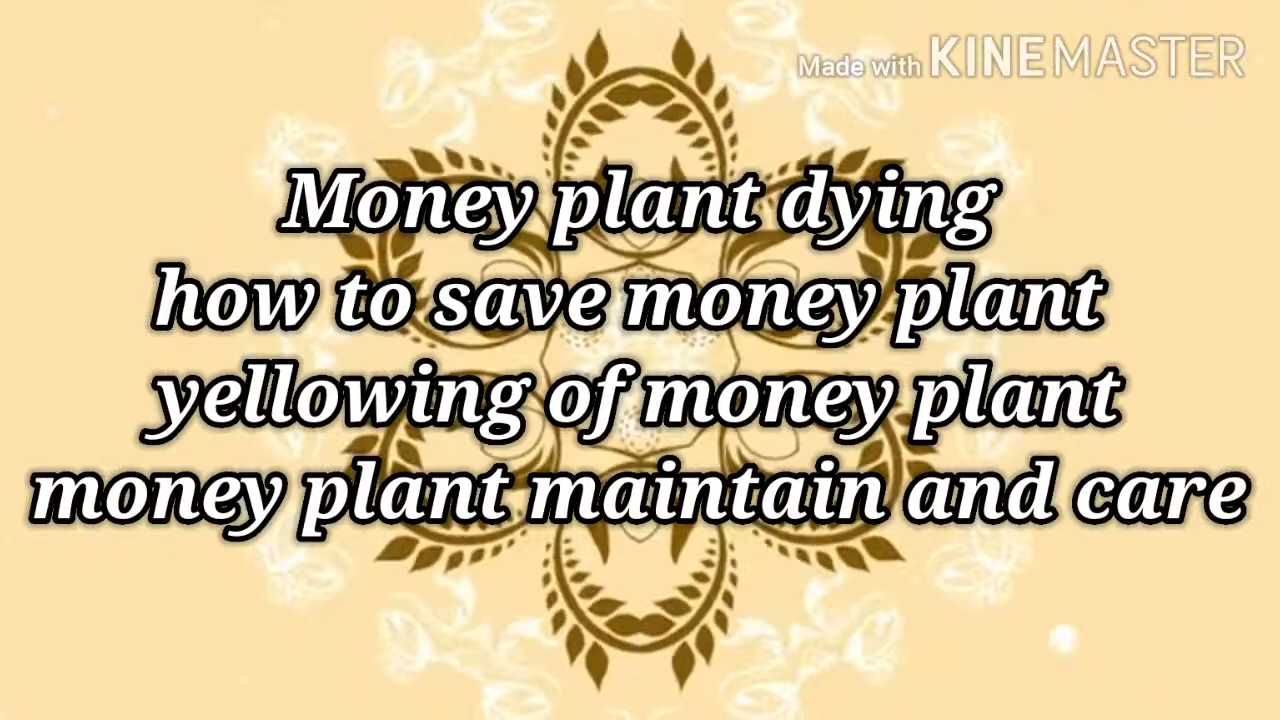 Made with KINEMASTER
Money plant dying
how to save money plant
yellowing of money plant
money plant maintain and care